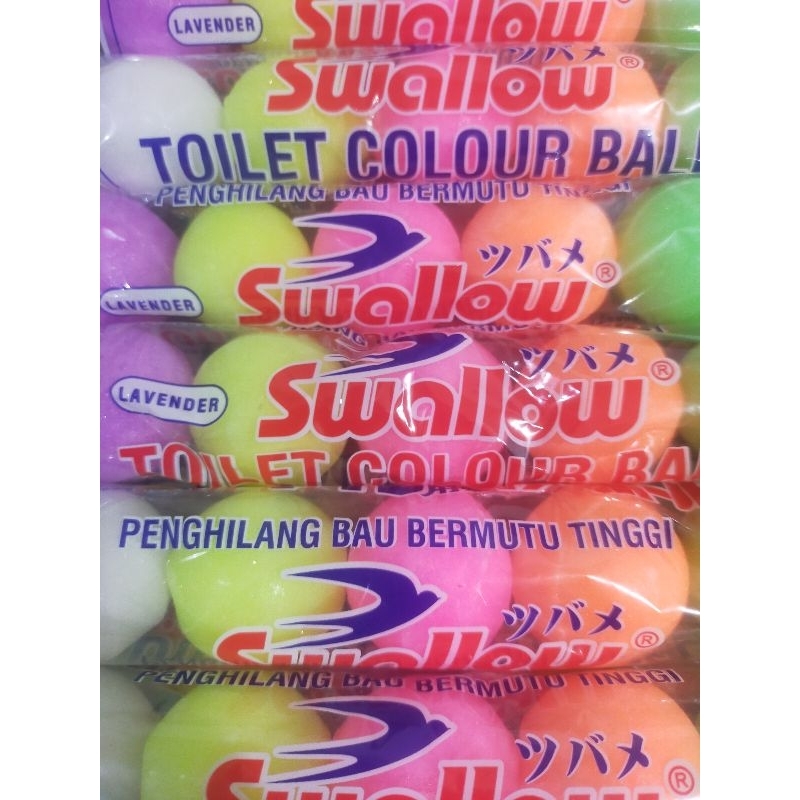 LAVENDER
Swallow ®
ツバメ ®
Swallow
TOILET COLOUR BALL
PENGHILANG BAU BERMUTU TINGGI
ツバメ
Swallow ®
LAVENDER
ツバメ
Swallow ®
LAVENDER
TOILET COLOUR BA
PENGHILANG BAU BERMUTU TINGGI
ツバメ
Swallow ®
PENGHILANG BAU BERMUTU TINGGI
ツバメ
Swallow ®